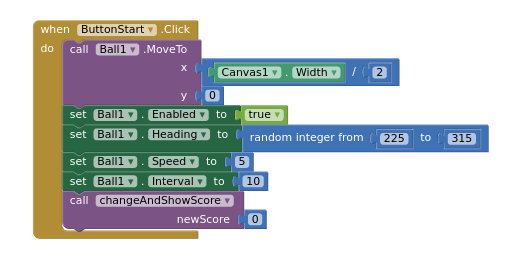 when ButtonStart .Click
do call Ball1 .MoveTo
x Canvas1 . Width / 2
y 0
set Ball1 . Enabled to true
set Ball1 . Heading to random integer from 225 to 315
set Ball1 . Speed to 5
set Ball1 . Interval to 10
call changeAndShowScore
newScore 0